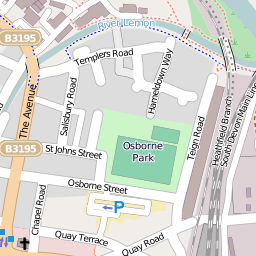 River Lemon
B3195
Templers Road
Hameldown Way
The Avenue
Salisbury Road
Teign Road
Heathfield Branch
South Devon Main Line
Osborne
Park
B3195
St Johns Street
Osborne Street
P
Chapel Road
Quay Terrace
Quay Road